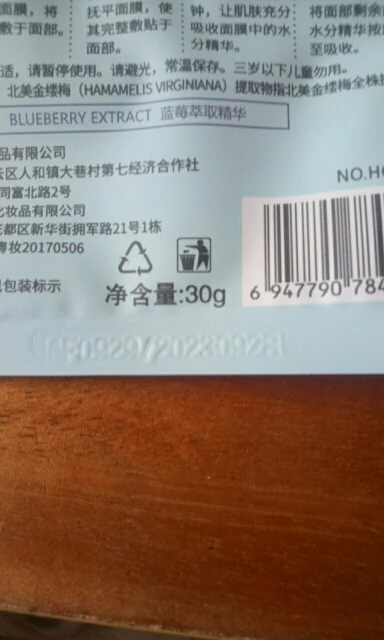 面膜，将
敷于面部。
抚平面膜，使
其完整敷贴于
面部。
钟，让肌肤充分
吸收面膜中的水
分精华。
将面部剩余
水分精华按
至吸收。
适，请暂停使用。请避光，常温保存。三岁以下儿童勿用。
北美金缕梅（HAMAMELIS VIRGINIANA）提取物指北美金缕梅全株
BLUEBERRY EXTRACT 蓝莓萃取精华
品有限公司
云区人和镇大巷村第七经济合作社
司富北路2号
化妆品有限公司
花都区新华街拥军路21号1栋
粤妆20170506
包装标示
NO.H
净含量:30g
6 947790 784
0929/20230928